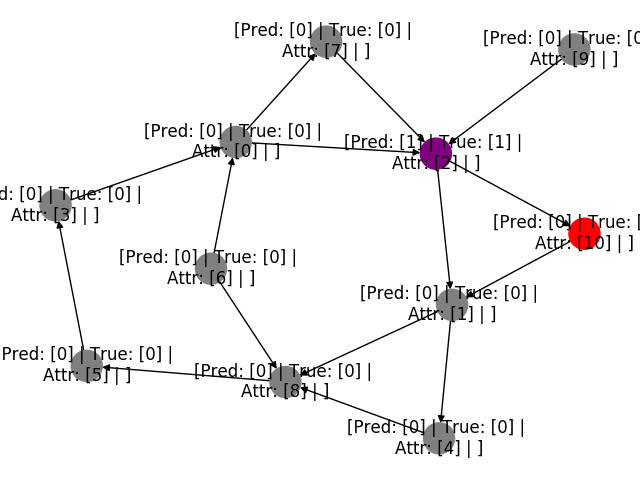 [Pred: [0] | True: [0] |
Attr: [7] | ]
[Pred: [0] | True: [0
Attr: [9] | ]
[Pred: [0] | True: [0] |
Attr: [0] | ]
[Pred: [1] | True: [1] |
Attr: [2] | ]
d: [0] | True: [0] |
Attr: [3] | ]
[Pred: [0] | True: [
Attr: [10] | ]
[Pred: [0] | True: [0] |
Attr: [6] | ]
[Pred: [0] | True: [0] |
Attr: [1] | ]
Pred: [0] | True: [0] |
Attr: [5] | ]
[Pred: [0] | True: [0] |
Attr: [8] | ]
[Pred: [0] | True: [0] |
Attr: [4] | ]